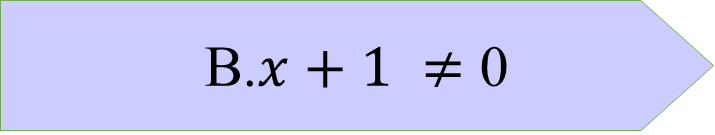 B.x + 1 ≠ 0